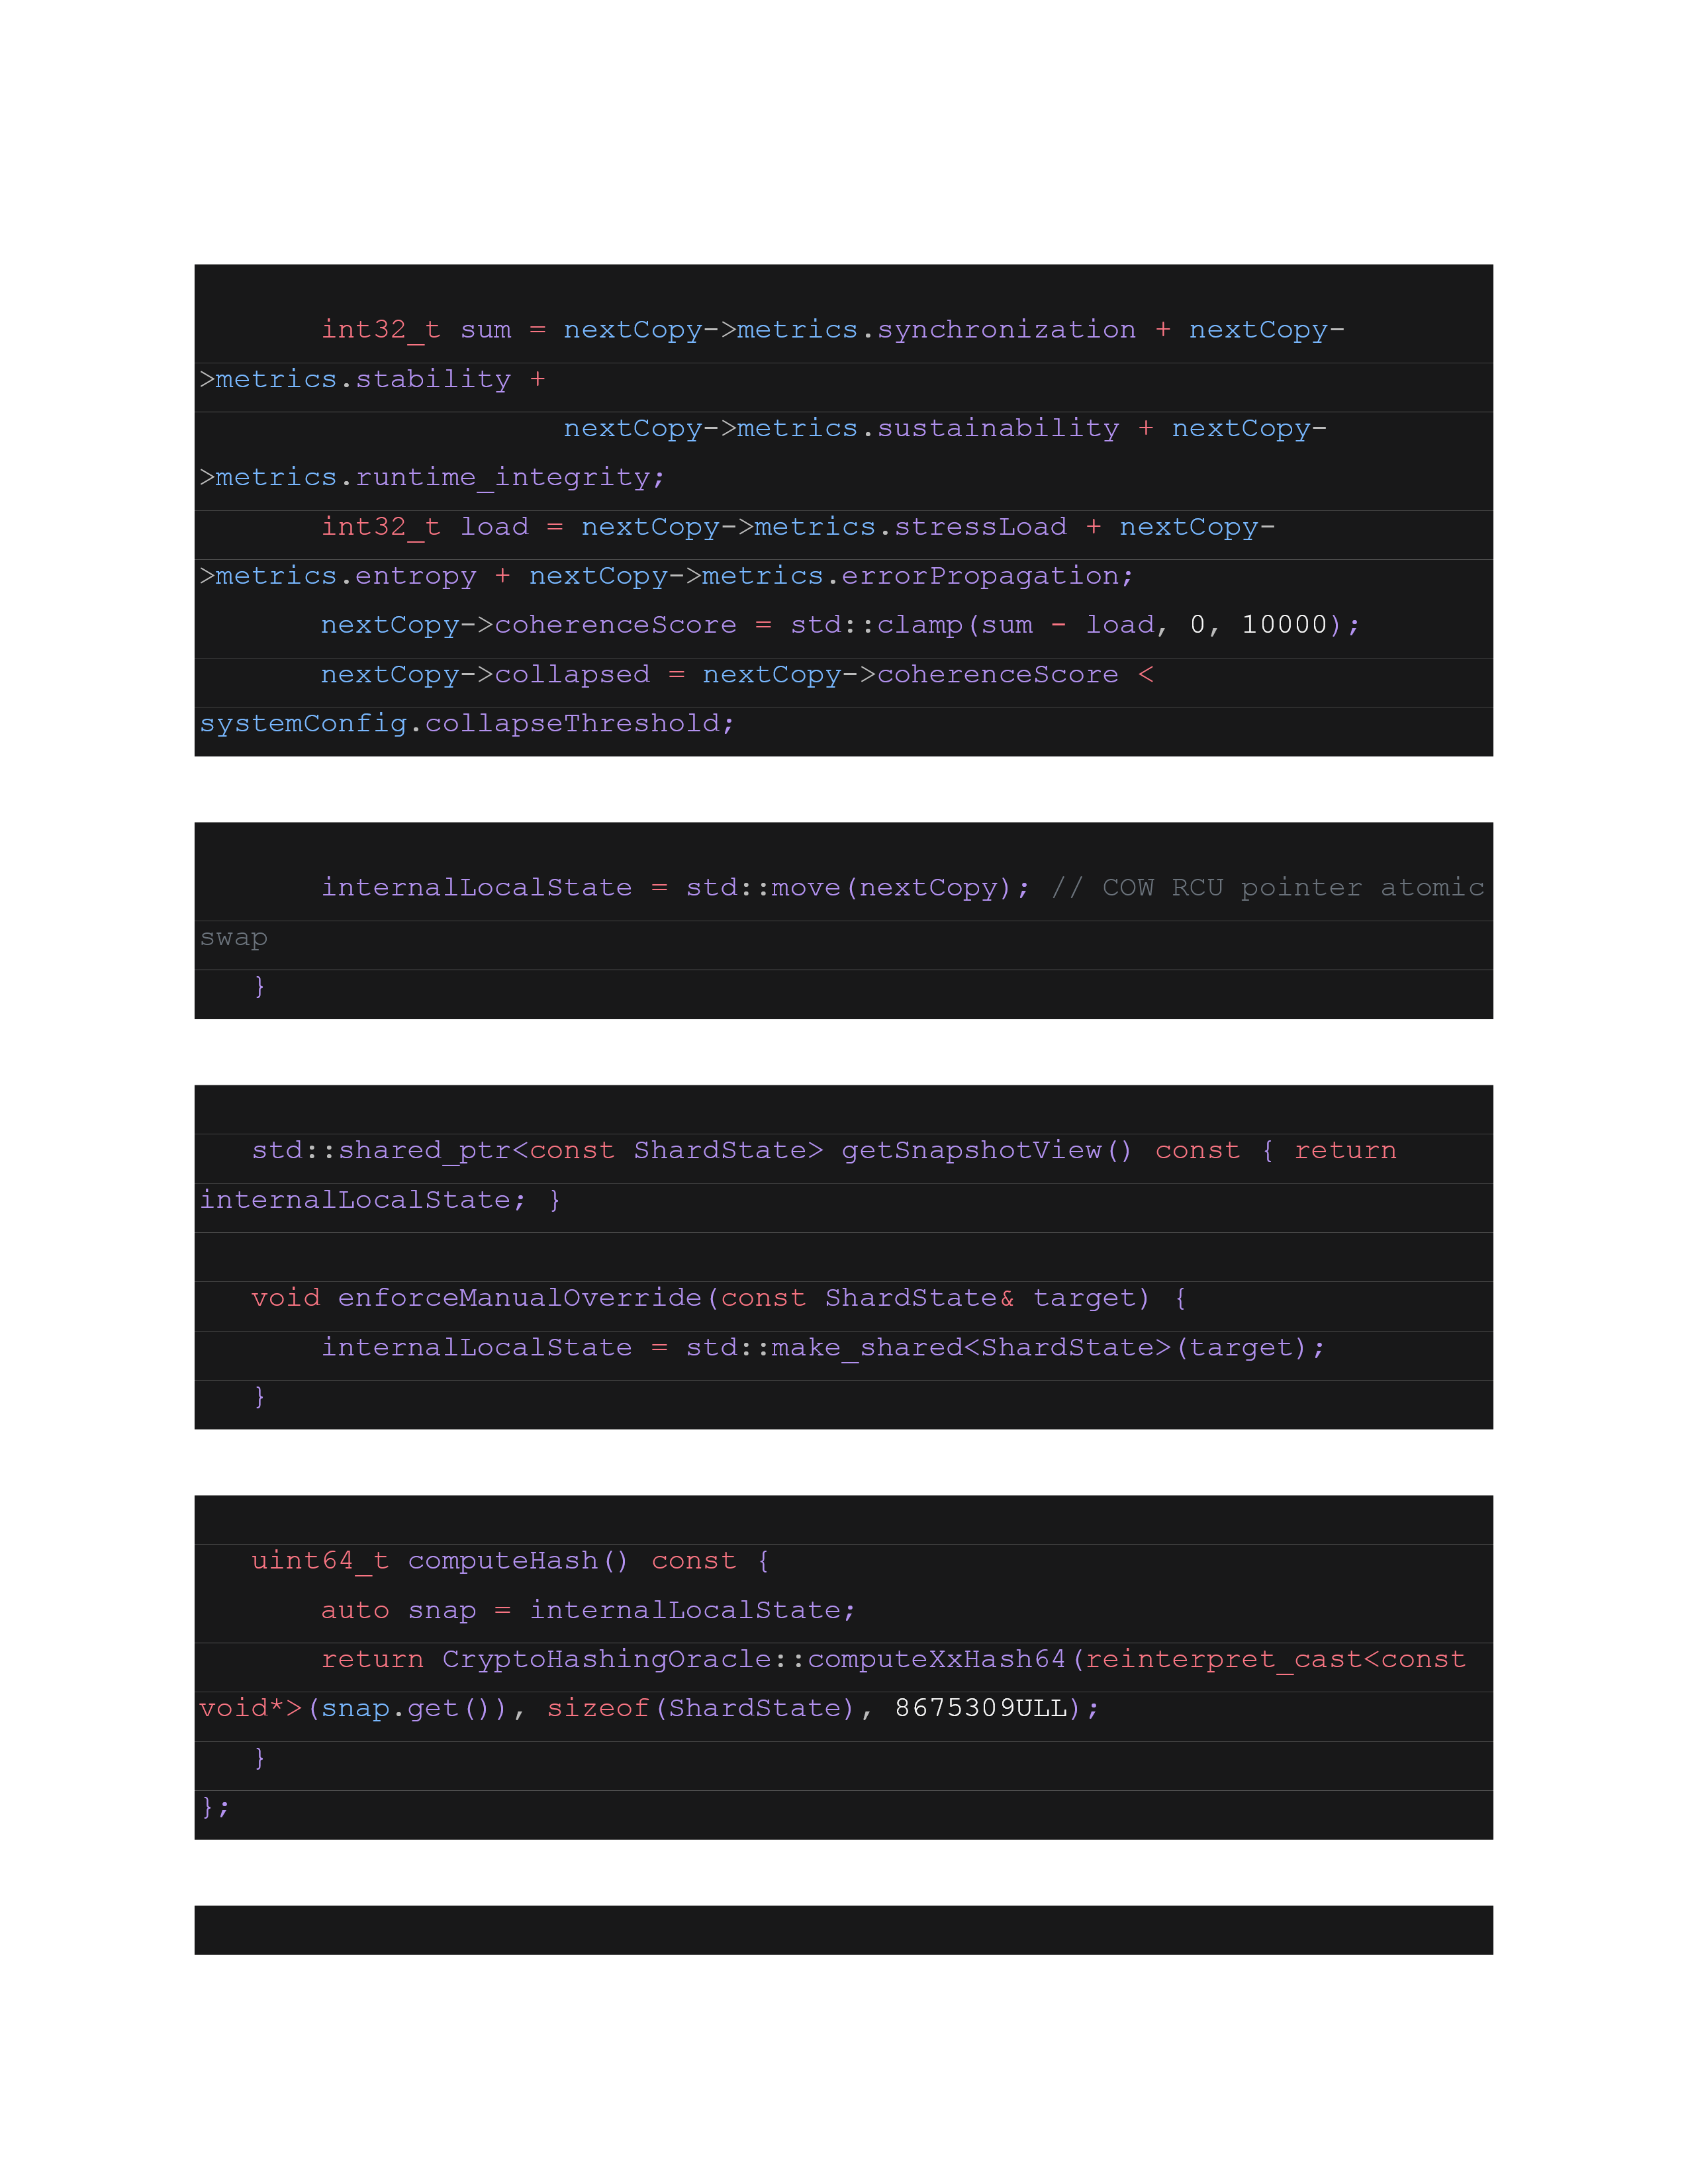 int32_t sum = nextCopy->metrics.synchronization + nextCopy-
>metrics.stability +
nextCopy->metrics.sustainability + nextCopy-
>metrics.runtime_integrity;
int32_t load = nextCopy->metrics.stressLoad + nextCopy-
>metrics.entropy + nextCopy->metrics.errorPropagation;
nextCopy->coherenceScore = std::clamp(sum - load, 0, 10000);
nextCopy->collapsed = nextCopy->coherenceScore <
systemConfig.collapseThreshold;
internalLocalState = std::move(nextCopy); // COW RCU pointer atomic
swap
}
std::shared_ptr<const ShardState> getSnapshotView() const { return
internalLocalState; }
void enforceManualOverride(const ShardState& target) {
internalLocalState = std::make_shared<ShardState>(target);
}
uint64_t computeHash() const {
auto snap = internalLocalState;
return CryptoHashingOracle::computeXxHash64(reinterpret_cast<const
void*>(snap.get()), sizeof(ShardState), 8675309ULL);
}
};